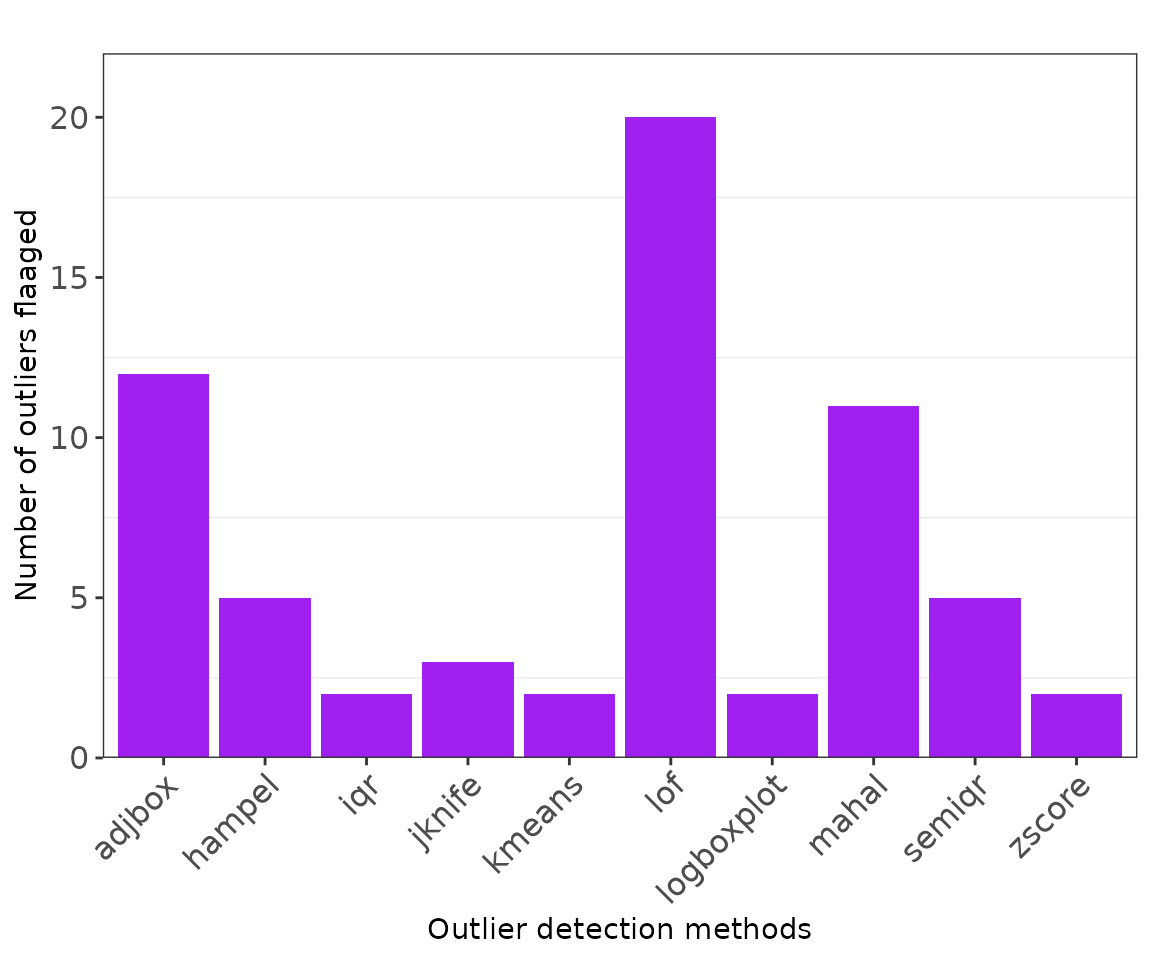 Number of outliers flaaged
20
15
10
5
0
adjbox
hampel
iqr
jknife
kmeans
lof
logboxplot
mahal
semiqr
zscore
Outlier detection methods